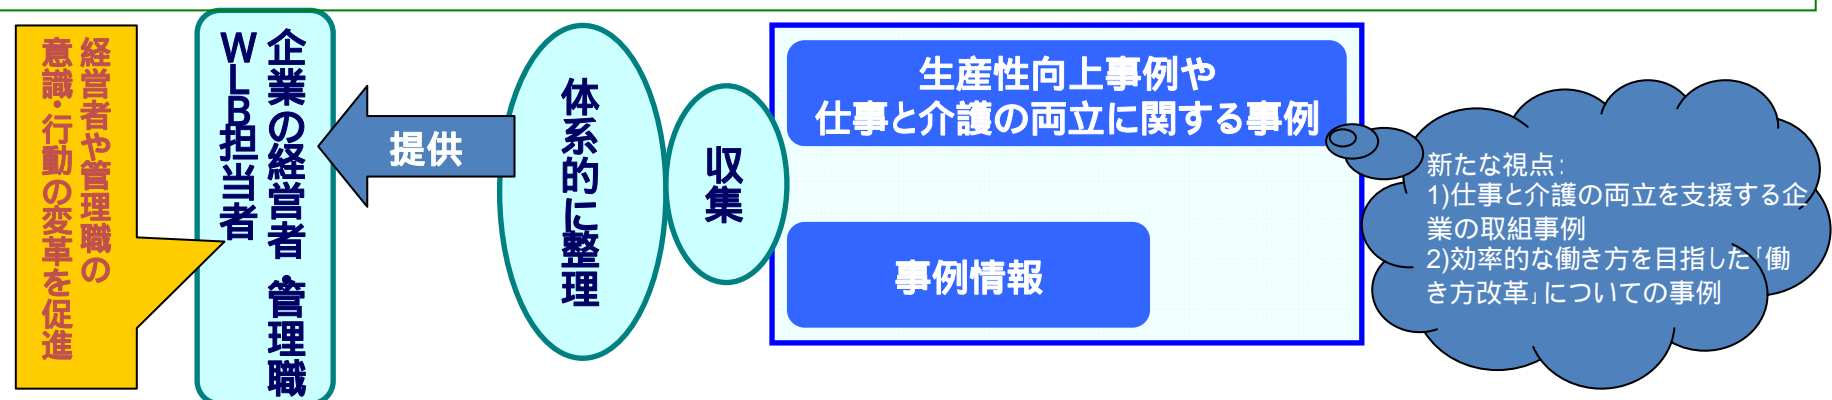 経営者や管理職の
意識・行動の変革を促進
企業の経営者・管理職
WLB担当者
提供
体系的に整理
収集
生産性向上事例や
仕事と介護の両立に関する事例
事例情報
新たな視点:
1)仕事と介護の両立を支援する企
業の取組事例
2)効率的な働き方を目指した「働
き方改革」についての事例